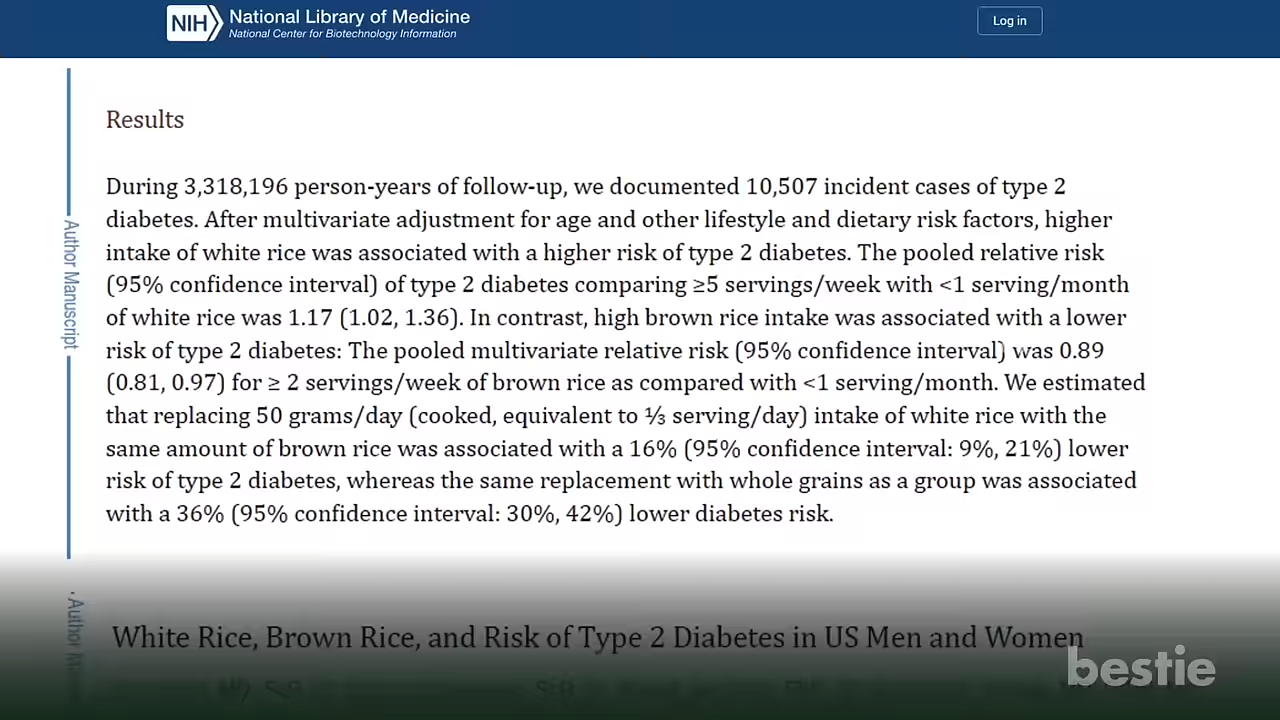 NIH National Library of Medicine
National Center for Biotechnology Information
Log in
Results
During 3,318,196 person-years of follow-up, we documented 10,507 incident cases of type 2
diabetes. After multivariate adjustment for age and other lifestyle and dietary risk factors, higher
intake of white rice was associated with a higher risk of type 2 diabetes. The pooled relative risk
(95% confidence interval) of type 2 diabetes comparing ≥5 servings/week with <1 serving/month
of white rice was 1.17 (1.02, 1.36). In contrast, high brown rice intake was associated with a lower
risk of type 2 diabetes: The pooled multivariate relative risk (95% confidence interval) was 0.89
(0.81, 0.97) for ≥ 2 servings/week of brown rice as compared with <1 serving/month. We estimated
that replacing 50 grams/day (cooked, equivalent to ⅓ serving/day) intake of white rice with the
same amount of brown rice was associated with a 16% (95% confidence interval: 9%, 21%) lower
risk of type 2 diabetes, whereas the same replacement with whole grains as a group was associated
with a 36% (95% confidence interval: 30%, 42%) lower diabetes risk.
Author Manuscript
Author
White Rice, Brown Rice, and Risk of Type 2 Diabetes in US Men and Women
bestie